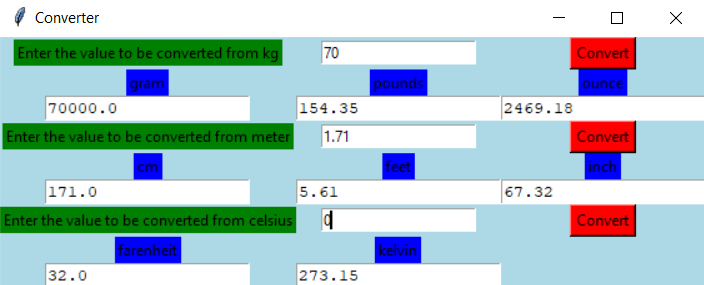 Converter
Enter the value to be converted from kg 70 Convert
gram pounds ounce
70000.0 154.35 2469.18
Enter the value to be converted from meter 1.71 Convert
cm feet inch
171.0 5.61 67.32
Enter the value to be converted from celsius 0 Convert
farenheit kelvin
32.0 273.15